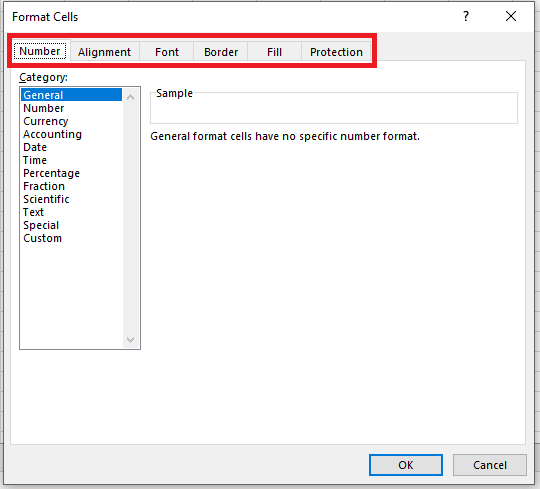 Format Cells
?
Number Alignment Font Border Fill Protection
Category:
General
Number
Currency
Accounting
Date
Time
Percentage
Fraction
Scientific
Text
Special
Custom
Sample
General format cells have no specific number format.
OK Cancel